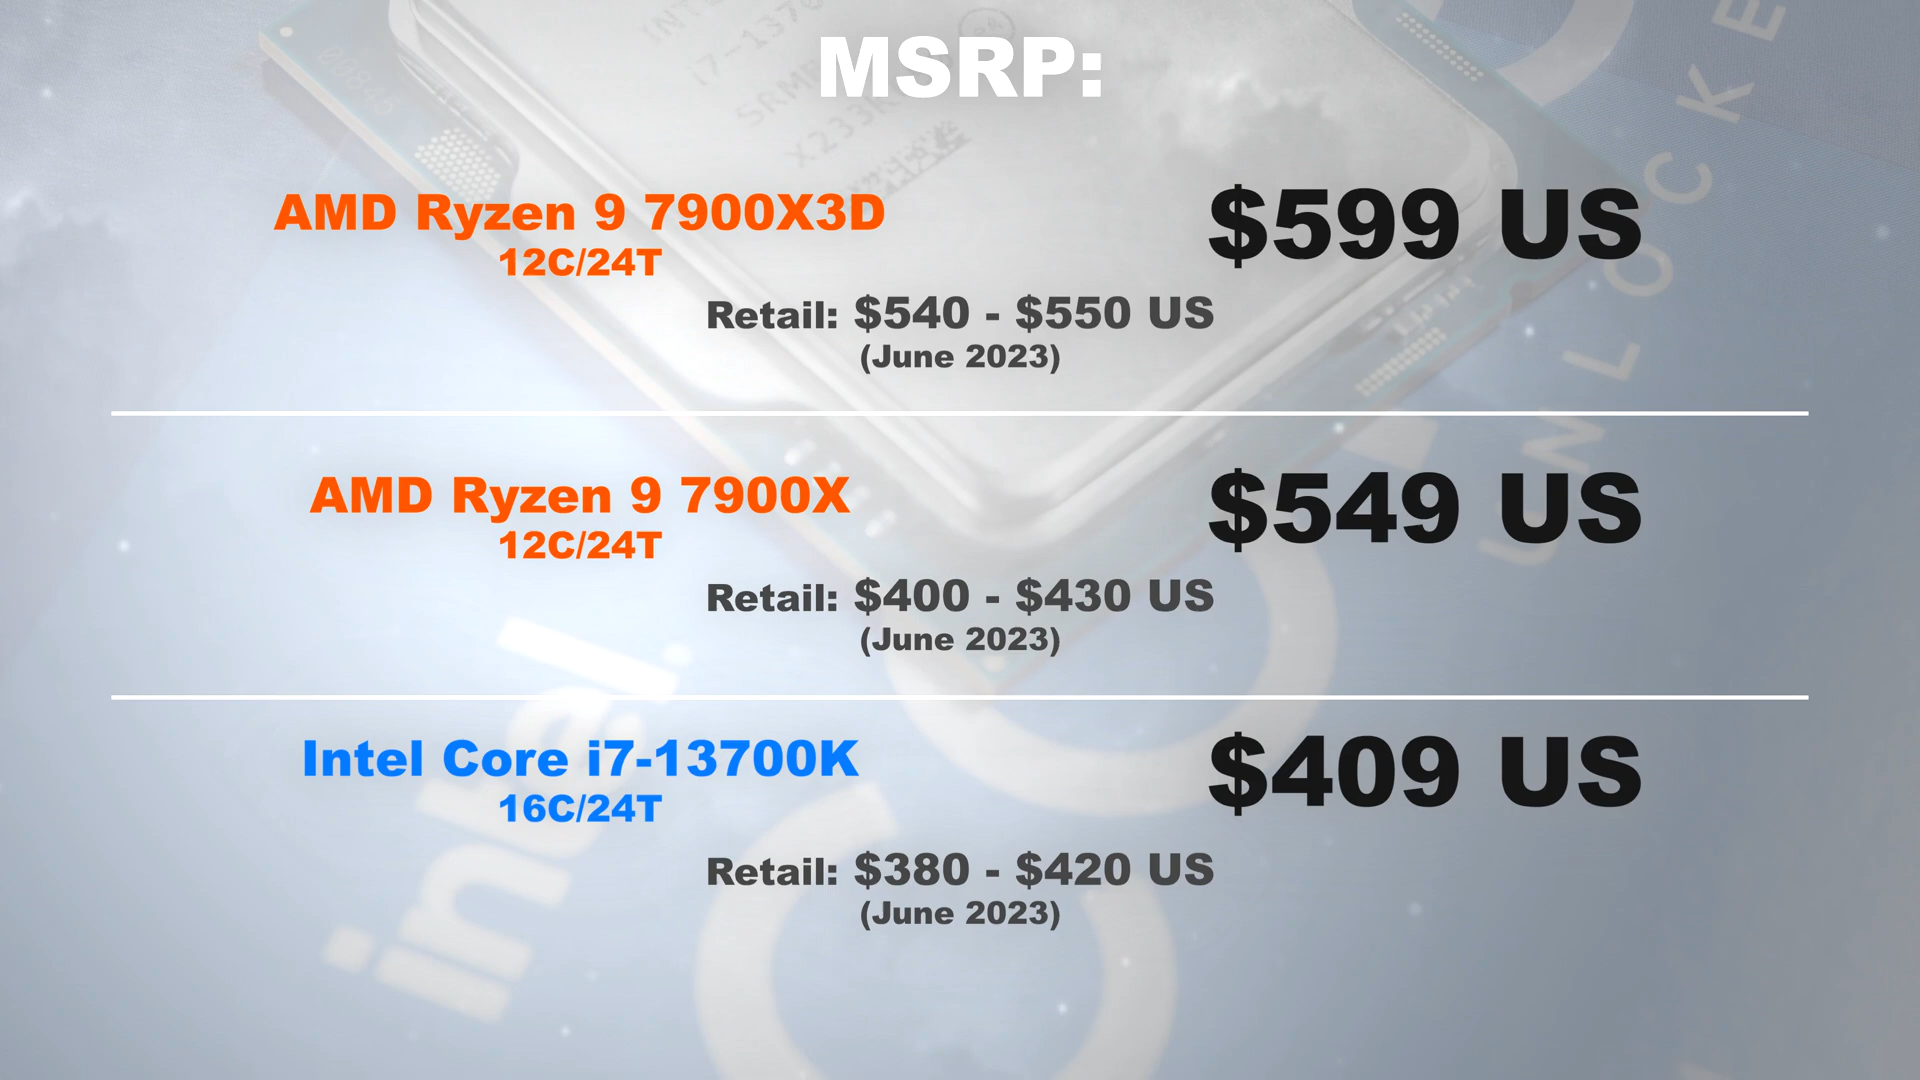 MSRP:
AMD Ryzen 9 7900X3D
12C/24T
$599 US
Retail: $540 - $550 US
(June 2023)
AMD Ryzen 9 7900X
12C/24T
$549 US
Retail: $400 - $430 US
(June 2023)
Intel Core i7-13700K
16C/24T
$409 US
Retail: $380 - $420 US
(June 2023)
intel.
UNLOCKE